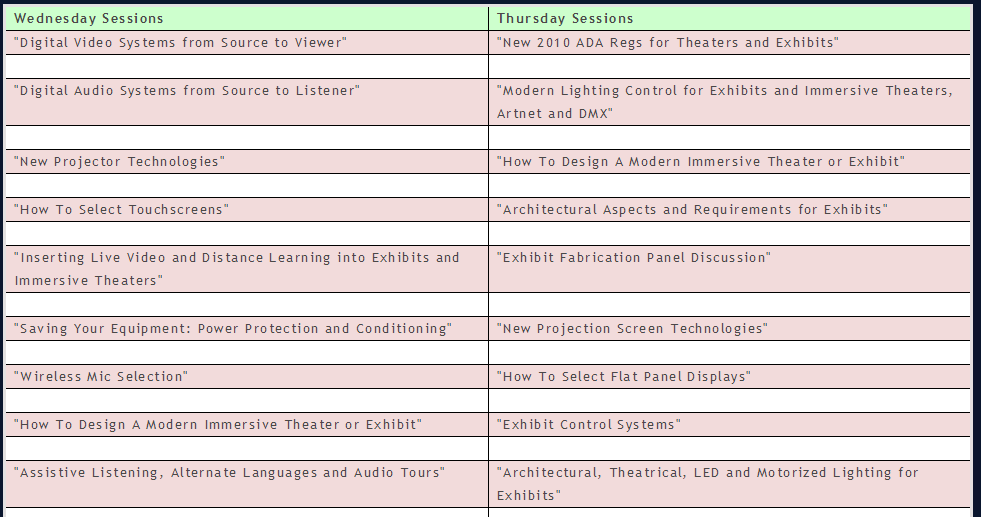 Wednesday Sessions
Thursday Sessions
"Digital Video Systems from Source to Viewer"
"New 2010 ADA Regs for Theaters and Exhibits"
"Digital Audio Systems from Source to Listener"
"Modern Lighting Control for Exhibits and Immersive Theaters,
Artnet and DMX"
"New Projector Technologies"
"How To Design A Modern Immersive Theater or Exhibit"
"How To Select Touchscreens"
"Architectural Aspects and Requirements for Exhibits"
"Inserting Live Video and Distance Learning into Exhibits and
Immersive Theaters"
"Exhibit Fabrication Panel Discussion"
"Saving Your Equipment: Power Protection and Conditioning"
"New Projection Screen Technologies"
"Wireless Mic Selection"
"How To Select Flat Panel Displays"
"How To Design A Modern Immersive Theater or Exhibit"
"Exhibit Control Systems"
"Assistive Listening, Alternate Languages and Audio Tours"
"Architectural, Theatrical, LED and Motorized Lighting for
Exhibits"